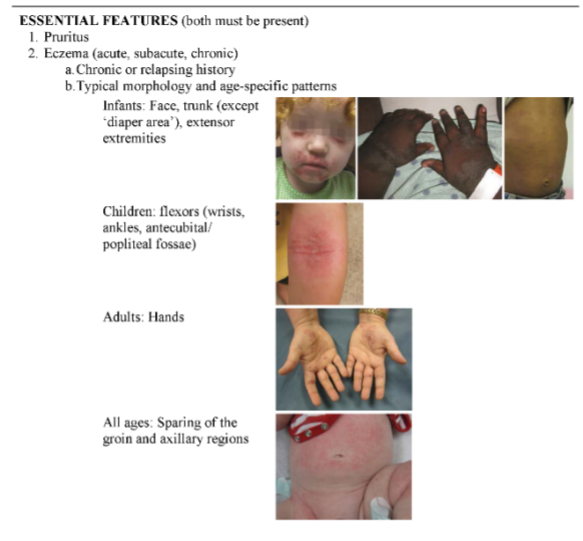 ESSENTIAL FEATURES (both must be present)
1. Pruritus
2. Eczema (acute, subacute, chronic)
a. Chronic or relapsing history
b. Typical morphology and age-specific patterns
Infants: Face, trunk (except
‘diaper area’), extensor
extremities
Children: flexors (wrists,
ankles, antecubital/
popliteal fossae)
Adults: Hands
All ages: Sparing of the
groin and axillary regions